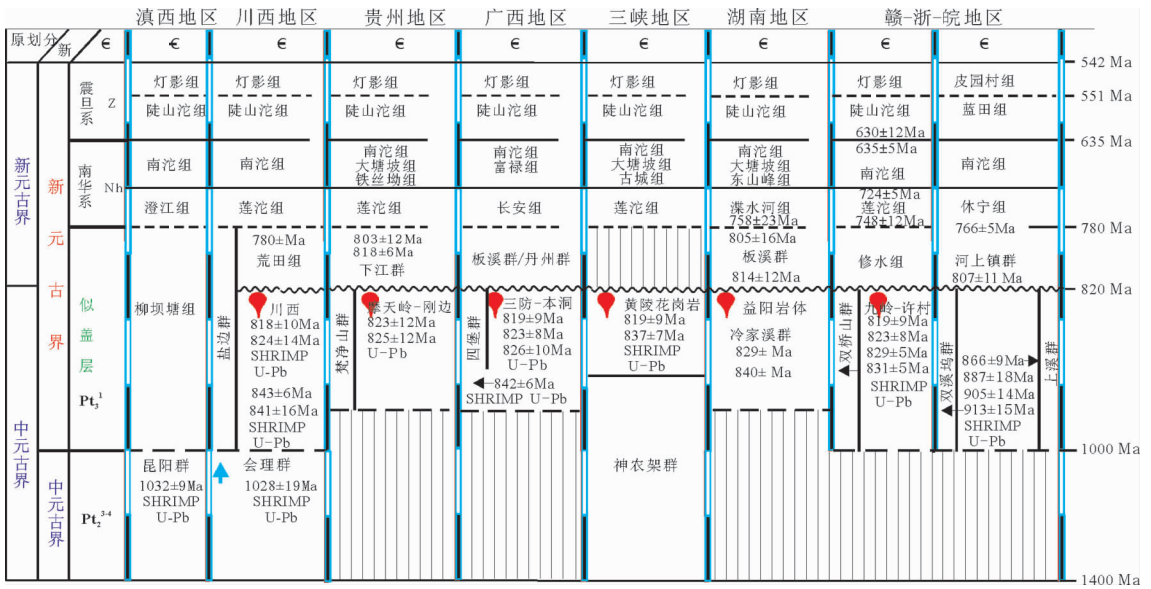 滇西地区 川西地区 贵州地区 广西地区 三峡地区 湖南地区 赣-浙-皖地区
原划分 新 Є Є Є Є Є Є Є Є Є
542 Ma
灯影组 灯影组 灯影组 灯影组 灯影组 灯影组 灯影组 皮园村组
551 Ma
震旦系 Z
陡山沱组 陡山沱组 陡山沱组 陡山沱组 陡山沱组 陡山沱组 陡山沱组 蓝田组
630±12Ma
635 Ma
635±5Ma
新元古界
新元古界
南华系 Nh
南沱组 南沱组 南沱组 南沱组 南沱组 南沱组 南沱组 南沱组
大塘坡组 富禄组 大塘坡组 大塘坡组
铁丝坳组 古城组 东山峰组
724±5Ma
澄江组 莲沱组 莲沱组 长安组 莲沱组 渫水河组 莲沱组 休宁组
758±23Ma 748±12Ma
766±5Ma
780 Ma
780±Ma 803±12Ma 805±16Ma
荒田组 818±6Ma 板溪群/丹州群 板溪群 修水组 河上镇群
下江群 814±12Ma 807±11 Ma
820 Ma
中元古界
似盖层
Pt₃¹
柳坝塘组
盐边群
川西
818±10Ma
824±14Ma
SHRIMP
U-Pb
843±6Ma
841±16Ma
SHRIMP
U-Pb
梵净山群
摩天岭-刚边
823±12Ma
825±12Ma
U-Pb
四堡群
三防-本洞
819±9Ma
823±8Ma
826±10Ma
U-Pb
842±6Ma
SHRIMP U-Pb
黄陵花岗岩
819±9Ma
837±7Ma
SHRIMP
U-Pb
益阳岩体
冷家溪群
829± Ma
840± Ma
双桥山群
九岭-许村
819±9Ma
823±8Ma
829±5Ma
831±5Ma
SHRIMP
U-Pb
双溪坞群
866±9Ma
887±18Ma
905±14Ma
913±15Ma
SHRIMP
U-Pb
上溪群
1000 Ma
中元古界
Pt₂³⁻⁴
昆阳群
1032±9Ma
SHRIMP
U-Pb
会理群
1028±19Ma
SHRIMP
U-Pb
神农架群
1400 Ma